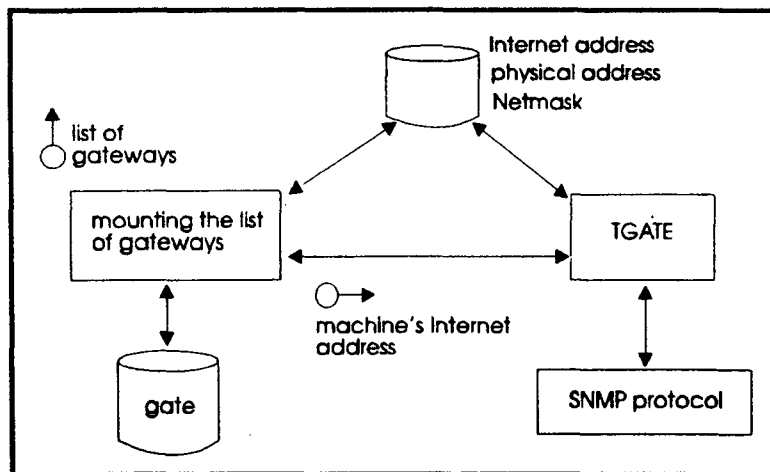 Internet address
physical address
Netmask
list of
gateways
mounting the list
of gateways
TGATE
machine's Internet
address
gate
SNMP protocol